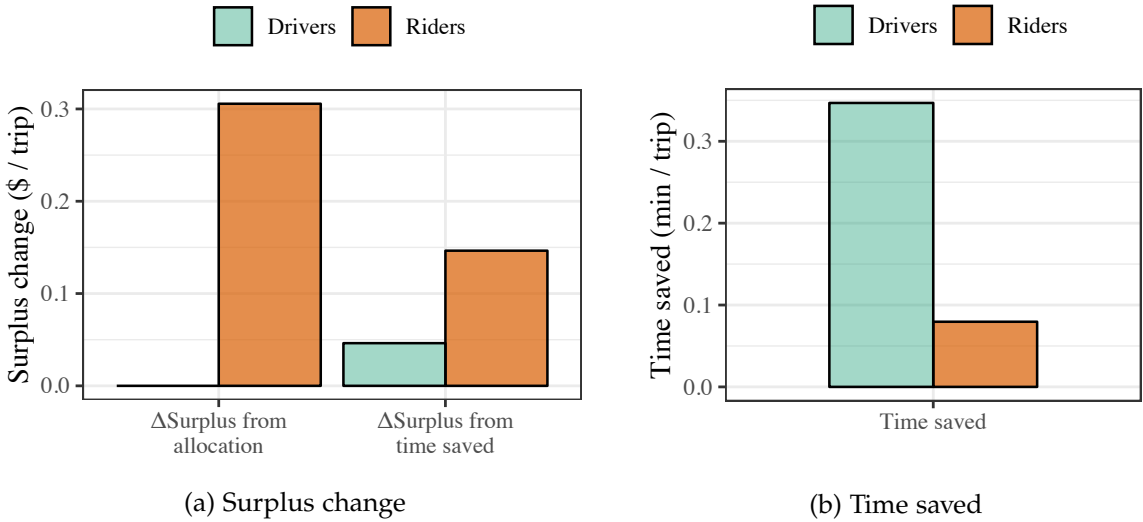 Drivers Riders
Surplus change ($ / trip)
0.3
0.2
0.1
0.0
ΔSurplus from
allocation
ΔSurplus from
time saved
(a) Surplus change
Drivers Riders
Time saved (min / trip)
0.3
0.2
0.1
0.0
Time saved
(b) Time saved